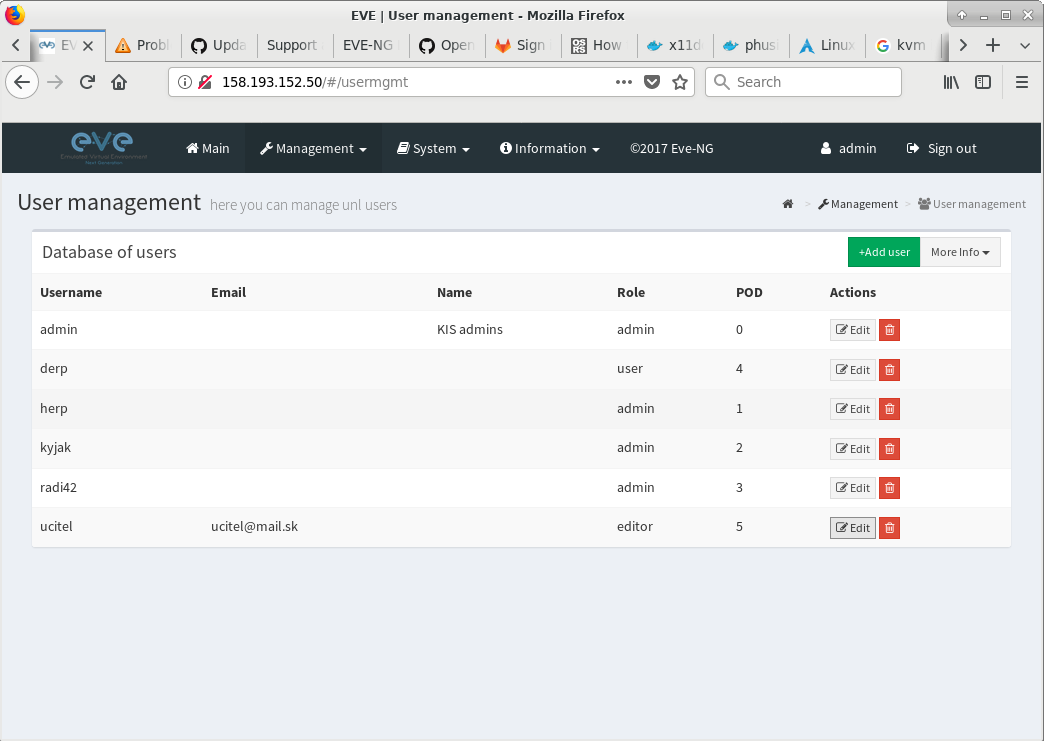 EVE | User management - Mozilla Firefox
EV Prob Upda Support EVE-NG Open Sign How x11d phus Linux kvm
158.193.152.50/#/usermgmt Search
eve Main Management System Information ©2017 Eve-NG admin Sign out
Emulated Virtual Environment
Next Generation
User management here you can manage unl users > Management > User management
Database of users +Add user More Info
Username Email Name Role POD Actions
admin KIS admins admin 0 Edit
derp user 4 Edit
herp admin 1 Edit
kyjak admin 2 Edit
radi42 admin 3 Edit
ucitel ucitel@mail.sk editor 5 Edit